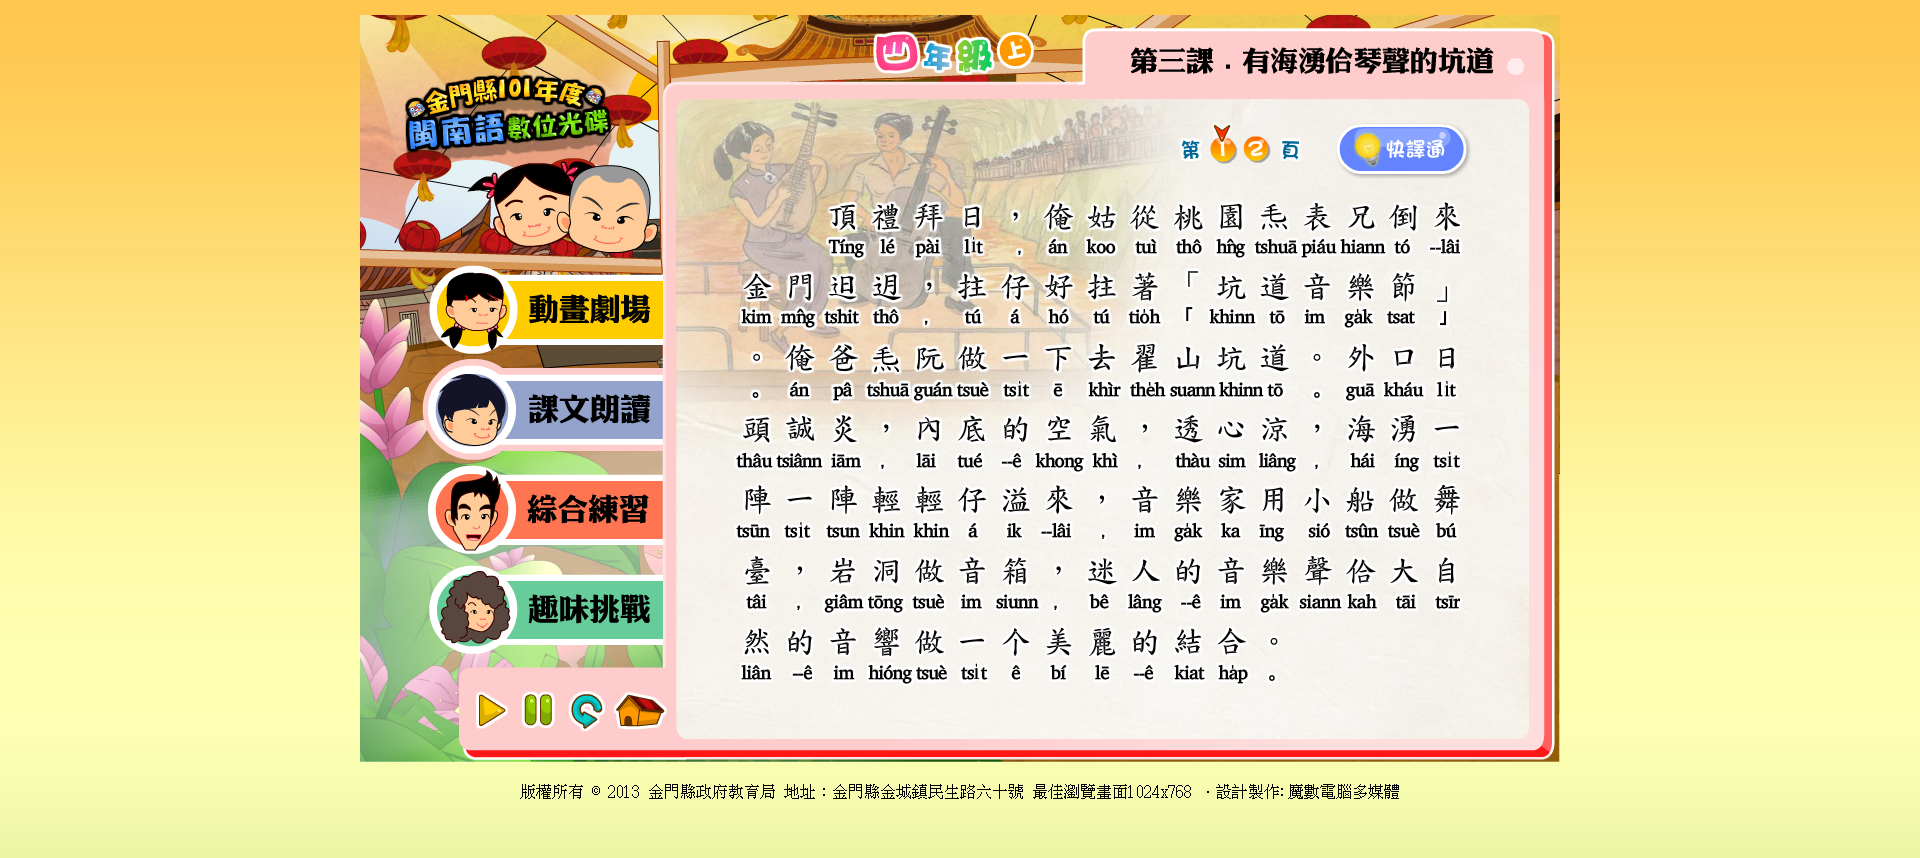 四年級上
第三課．有海湧佮琴聲的坑道
金門縣101年度
閩南語數位光碟
第 1 2 頁
快譯通
動畫劇場
課文朗讀
綜合練習
趣味挑戰
頂禮拜日，俺姑從桃園𤆬表兄倒來
Tíng lé pài li̍t , án koo tuì thô hn̂g tshuā piáu hiann tó --lâi
金門𨑨迌，拄仔好拄著「坑道音樂節」
kim mn̂g tshit thô , tú á hó tú tio̍h 「 khinn tō im ga̍k tsat 」
。俺爸𤆬阮做一下去翟山坑道。外口日
。 án pâ tshuā guán tsuè tsi̍t ē khìr the̍h suann khinn tō 。 guā kháu li̍t
頭誠炎，內底的空氣，透心涼，海湧一
thâu tsiânn iām , lāi tué --ê khong khì , thàu sim liâng , hái íng tsi̍t
陣一陣輕輕仔溢來，音樂家用小船做舞
tsūn tsi̍t tsun khin khin á ik --lâi , im ga̍k ka īng sió tsûn tsuè bú
臺，岩洞做音箱，迷人的音樂聲佮大自
tâi , giâm tōng tsuè im siunn , bê lâng --ê im ga̍k siann kah tāi tsīr
然的音響做一个美麗的結合。
liân --ê im hióng tsuè tsi̍t ê bí lē --ê kiat ha̍p 。
版權所有 © 2013 金門縣政府教育局 地址：金門縣金城鎮民生路六十號 最佳瀏覽畫面1024x768 ．設計製作: 魔數電腦多媒體